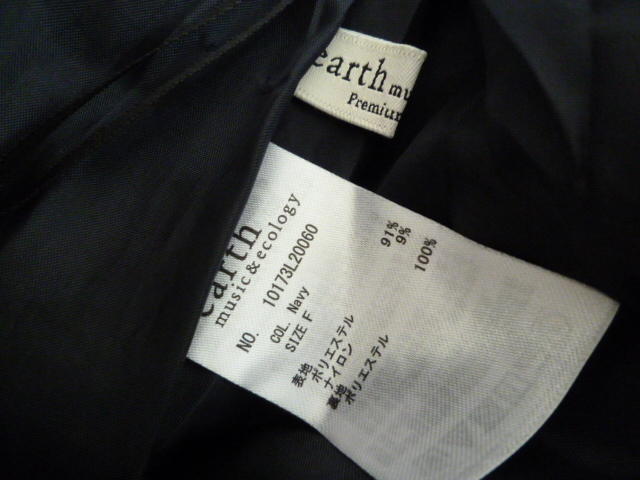 earth mu
Premium
earth
music&ecology
NO. 10173L20060
COL. Navy
SIZE F
表地
ポリエステル 91%
ナイロン 9%
裏地
ポリエステル 100%